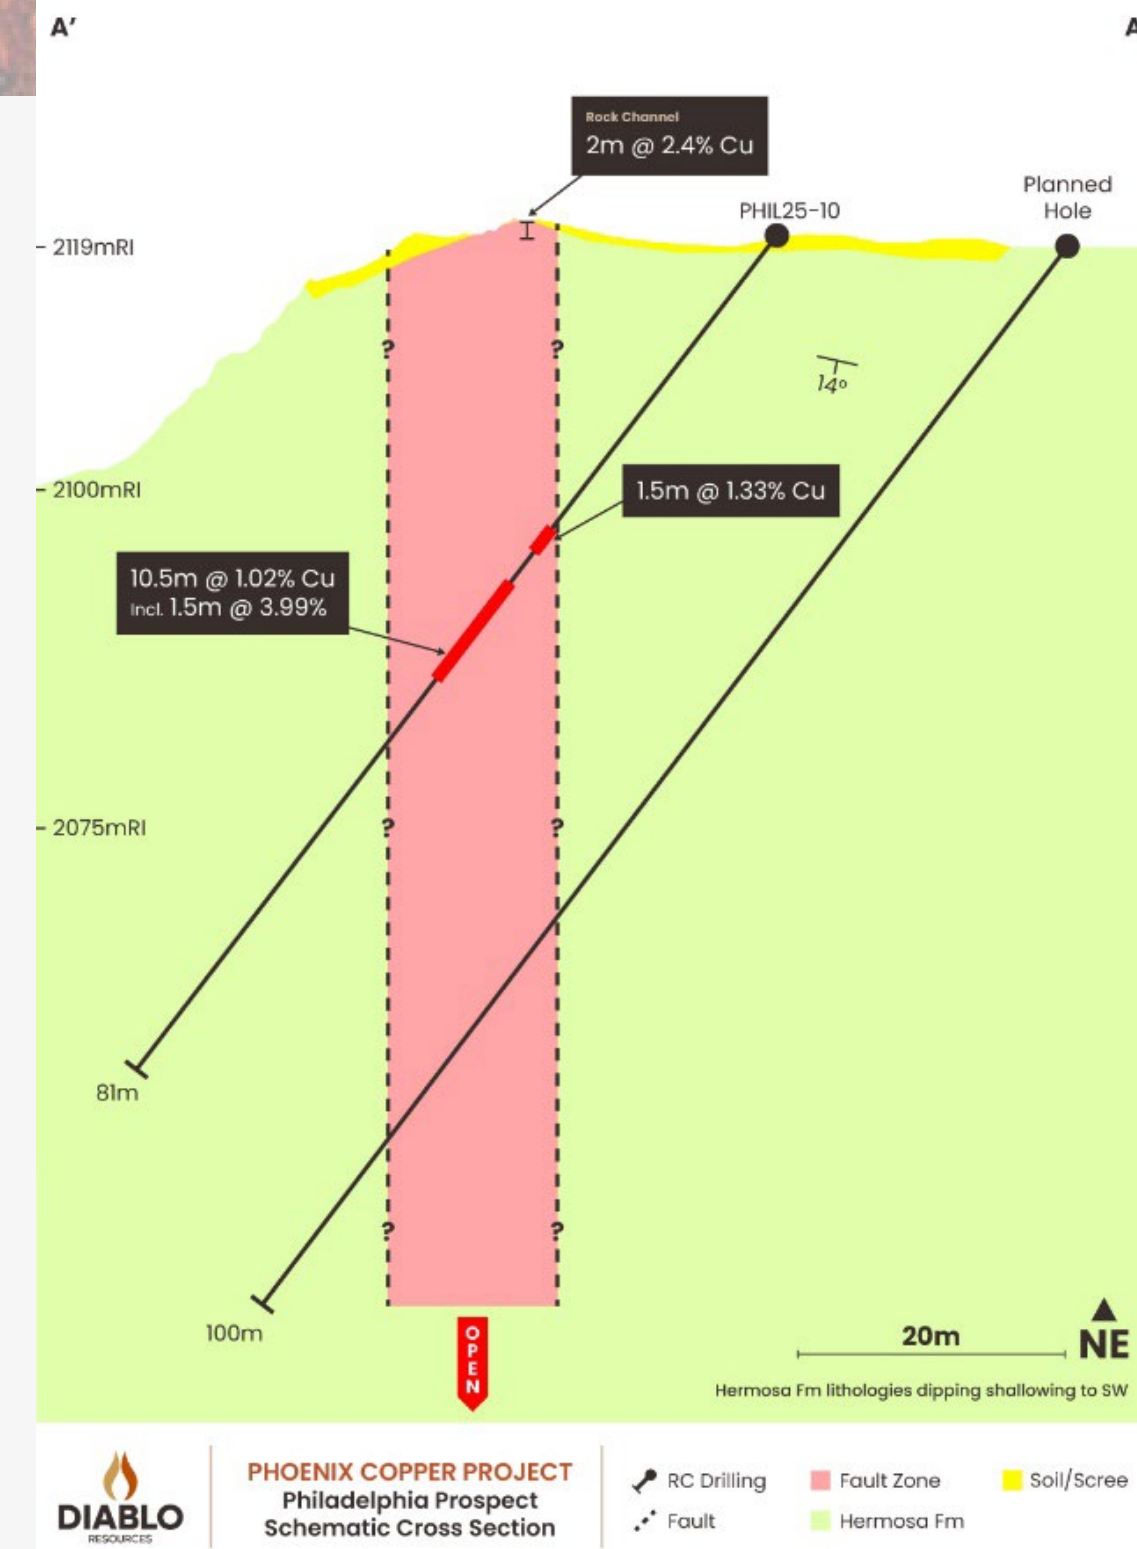 A’
A
Rock Channel
2m @ 2.4% Cu
PHIL25-10
Planned
Hole
2119mRl
?
?
14°
2100mRl
1.5m @ 1.33% Cu
10.5m @ 1.02% Cu
Incl. 1.5m @ 3.99%
2075mRl
?
?
81m
?
?
100m
OPEN
20m
NE
Hermosa Fm lithologies dipping shallowing to SW
DIABLO
RESOURCES
PHOENIX COPPER PROJECT
Philadelphia Prospect
Schematic Cross Section
RC Drilling
Fault Zone
Soil/Scree
Fault
Hermosa Fm